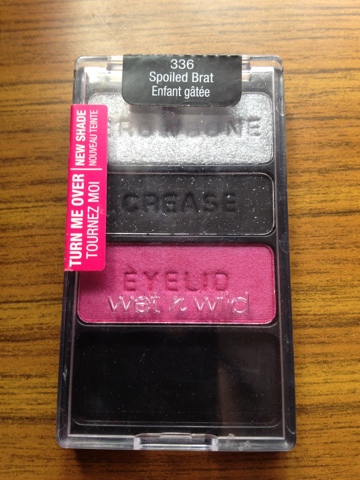 336
Spoiled Brat
Enfant gâtée
BROWBONE
TURN ME OVER
TOURNEZ MOI
NEW SHADE
NOUVEAU TEINTE
CREASE
EYELID
wet n wild